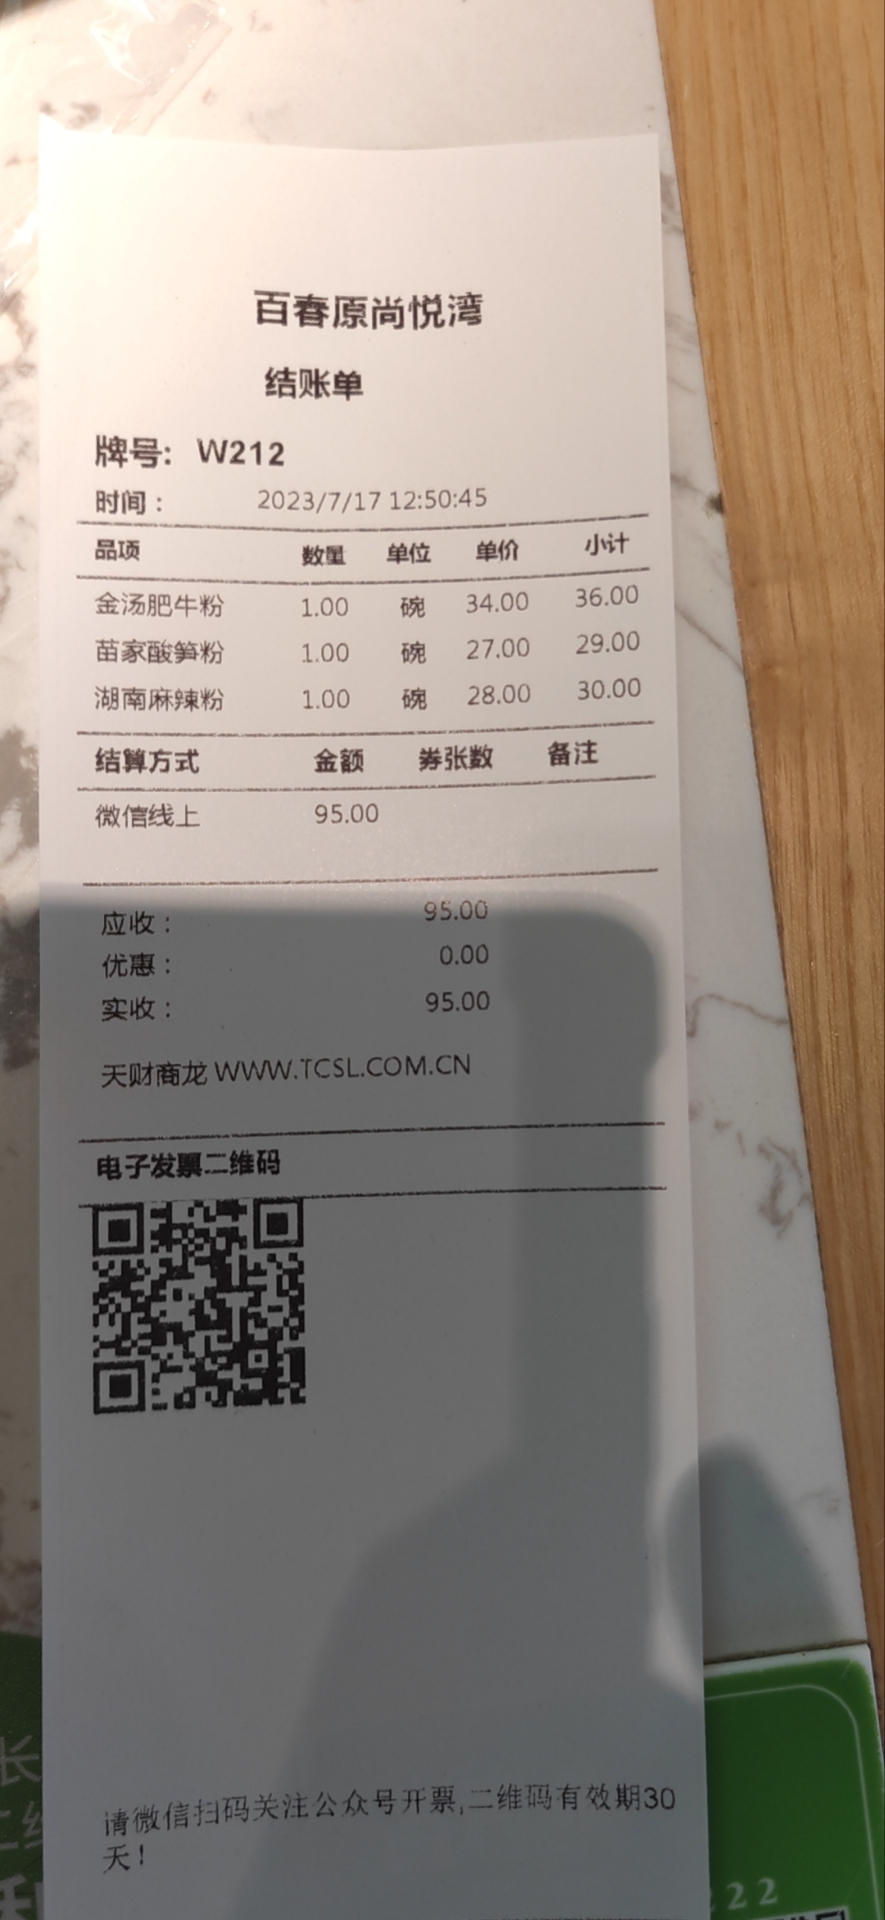 百春原尚悦湾
结账单
牌号: W212
时间： 2023/7/17 12:50:45
品项 数量 单位 单价 小计
金汤肥牛粉 1.00 碗 34.00 36.00
苗家酸笋粉 1.00 碗 27.00 29.00
湖南麻辣粉 1.00 碗 28.00 30.00
结算方式 金额 券张数 备注
微信线上 95.00
应收： 95.00
优惠： 0.00
实收： 95.00
天财商龙 WWW.TCSL.COM.CN
电子发票二维码
请微信扫码关注公众号开票,二维码有效期30
天!
长
222